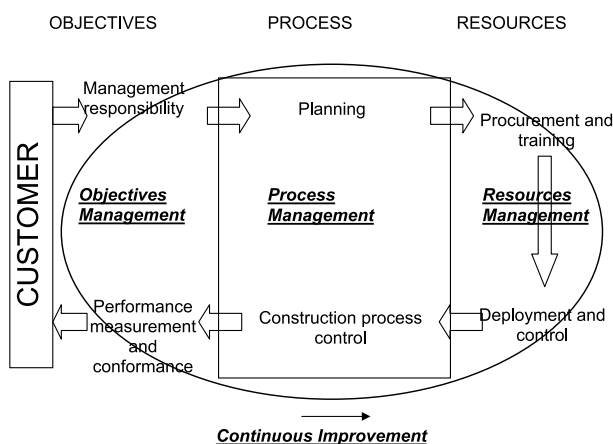 OBJECTIVES PROCESS RESOURCES
CUSTOMER
Management
responsibility
Planning
Procurement and
training
Objectives
Management
Process
Management
Resources
Management
Performance
measurement
and
conformance
Construction process
control
Deployment and
control
Continuous Improvement